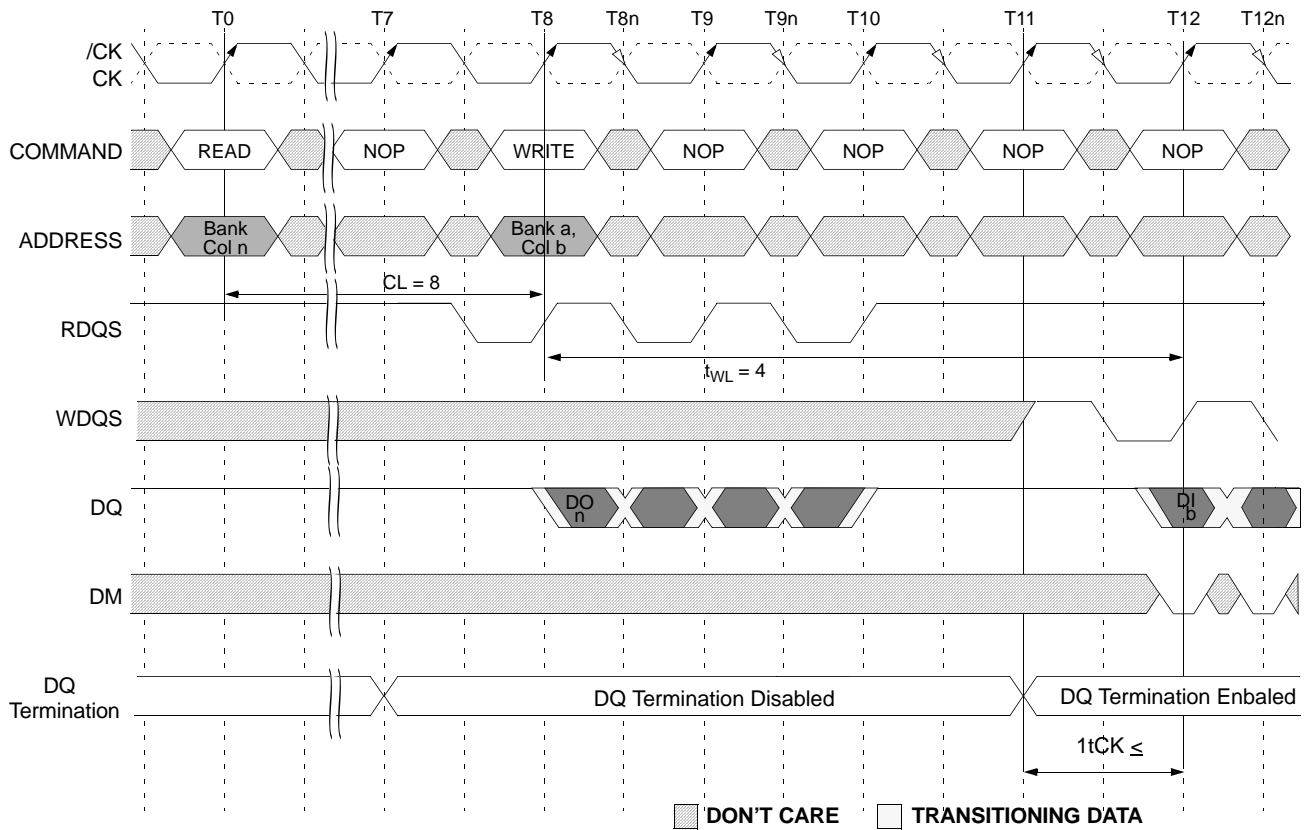 T0 T7 T8 T8n T9 T9n T10 T11 T12 T12n
/CK
CK
COMMAND READ NOP WRITE NOP NOP NOP NOP
ADDRESS Bank Col n Bank a, Col b
CL = 8
RDQS
tWL = 4
WDQS
DQ DO n DI b
DM
DQ Termination DQ Termination Disabled DQ Termination Enbaled
1tCK ≤
DON'T CARE TRANSITIONING DATA